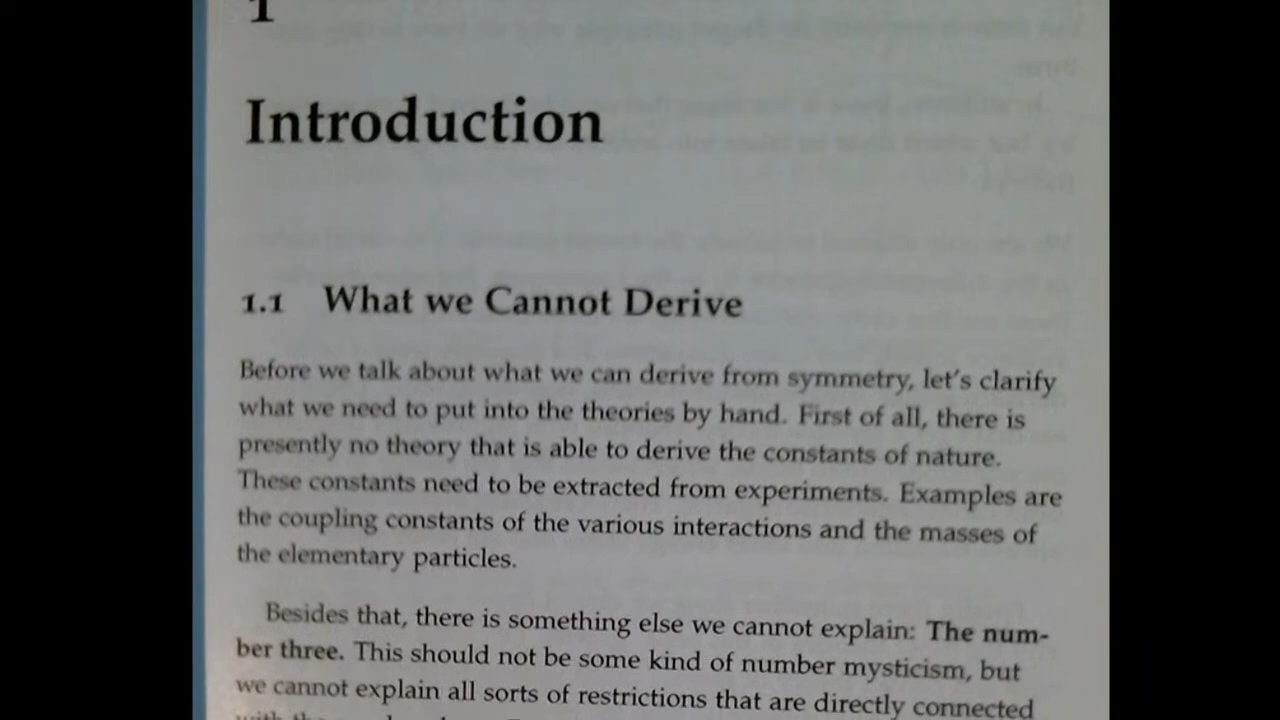 1
Introduction
1.1 What we Cannot Derive
Before we talk about what we can derive from symmetry, let's clarify
what we need to put into the theories by hand. First of all, there is
presently no theory that is able to derive the constants of nature.
These constants need to be extracted from experiments. Examples are
the coupling constants of the various interactions and the masses of
the elementary particles.
Besides that, there is something else we cannot explain: The num-
ber three. This should not be some kind of number mysticism, but
we cannot explain all sorts of restrictions that are directly connected